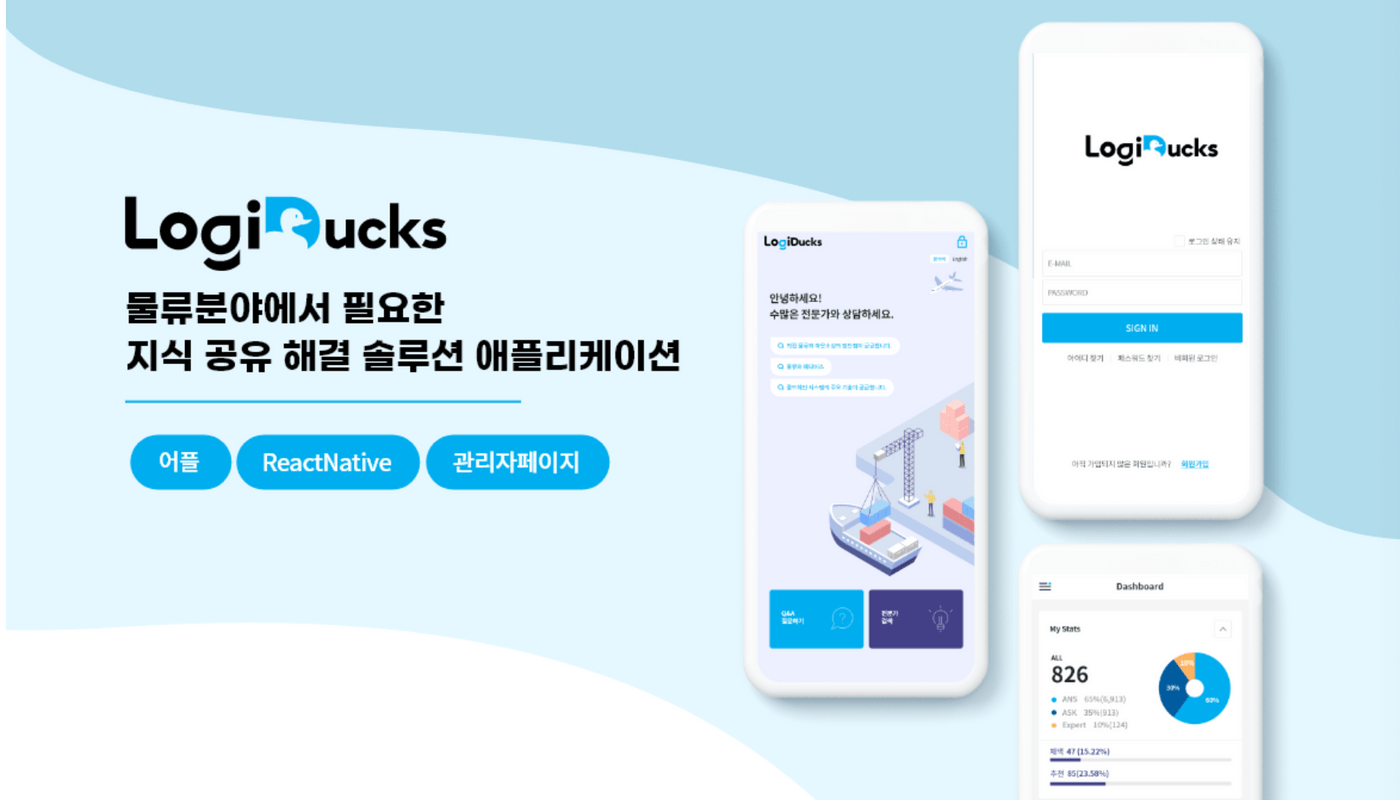 LogiDucks
물류분야에서 필요한
지식 공유 해결 솔루션 애플리케이션
어플
ReactNative
관리자페이지
LogiDucks
English
안녕하세요!
수많은 전문가와 상담하세요.
Q&A
질문하기
전문가
검색
LogiDucks
로그인 상태 유지
E-MAIL
PASSWORD
SIGN IN
아이디 찾기 | 패스워드 찾기 | 비회원 로그인
아직 가입되지 않은 회원입니까? 회원가입
Dashboard
My Stats
ALL
826
ANS 65%(6,913)
ASK 35%(913)
Expert 10%(124)
10%
30%
60%
채택 47 (15.22%)
추천 85(23.58%)